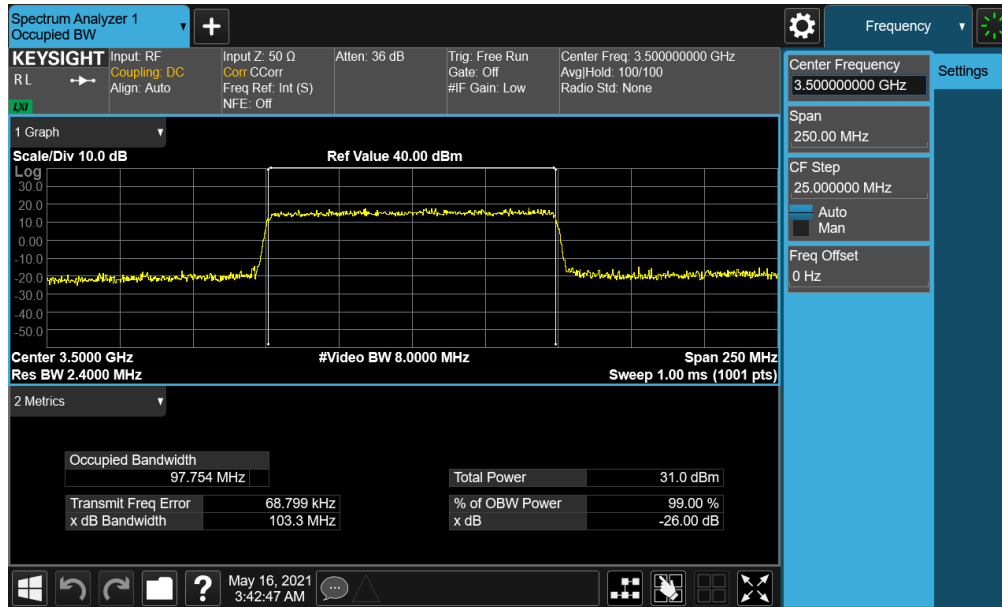 Spectrum Analyzer 1
Occupied BW
+
Frequency
KEYSIGHT
R L
LXI
Input: RF
Coupling: DC
Align: Auto
Input Z: 50 Ω
Corr CCorr
Freq Ref: Int (S)
NFE: Off
Atten: 36 dB
Trig: Free Run
Gate: Off
#IF Gain: Low
Center Freq: 3.500000000 GHz
Avg|Hold: 100/100
Radio Std: None
Center Frequency
3.500000000 GHz
Settings
Span
250.00 MHz
CF Step
25.000000 MHz
Auto
Man
Freq Offset
0 Hz
1 Graph
Scale/Div 10.0 dB
Ref Value 40.00 dBm
Log
30.0
20.0
10.0
0.00
-10.0
-20.0
-30.0
-40.0
-50.0
Center 3.5000 GHz
#Video BW 8.0000 MHz
Span 250 MHz
Res BW 2.4000 MHz
Sweep 1.00 ms (1001 pts)
2 Metrics
Occupied Bandwidth
97.754 MHz
Total Power 31.0 dBm
Transmit Freq Error 68.799 kHz
% of OBW Power 99.00 %
x dB Bandwidth 103.3 MHz
x dB -26.00 dB
?
May 16, 2021
3:42:47 AM